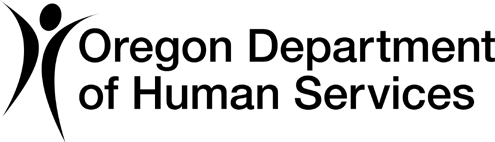 Oregon Department
of Human Services